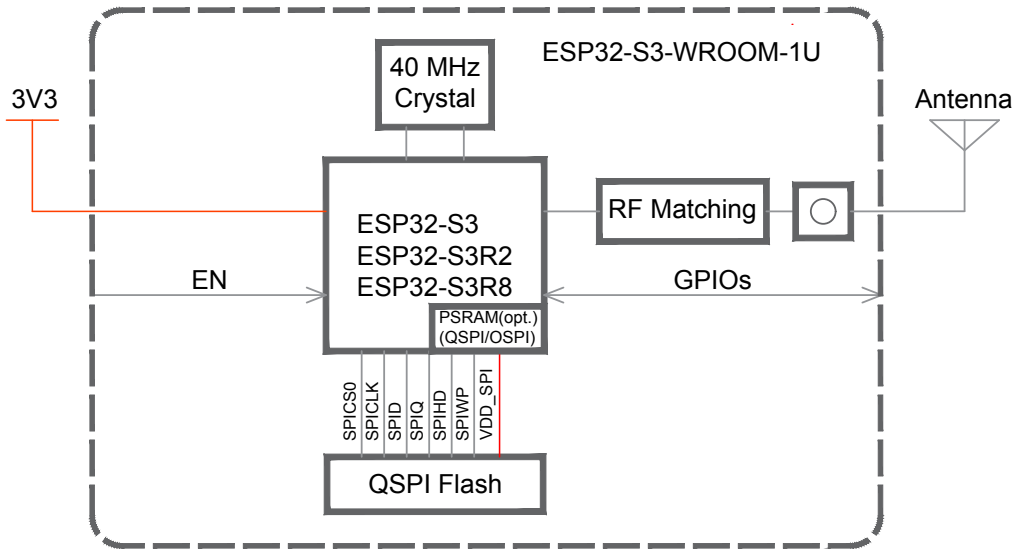 ESP32-S3-WROOM-1U
40 MHz
Crystal
3V3
Antenna
RF Matching
ESP32-S3
ESP32-S3R2
ESP32-S3R8
EN
GPIOs
PSRAM(opt.)
(QSPI/OSPI)
SPICS0
SPICLK
SPID
SPIQ
SPIHD
SPIWP
VDD_SPI
QSPI Flash